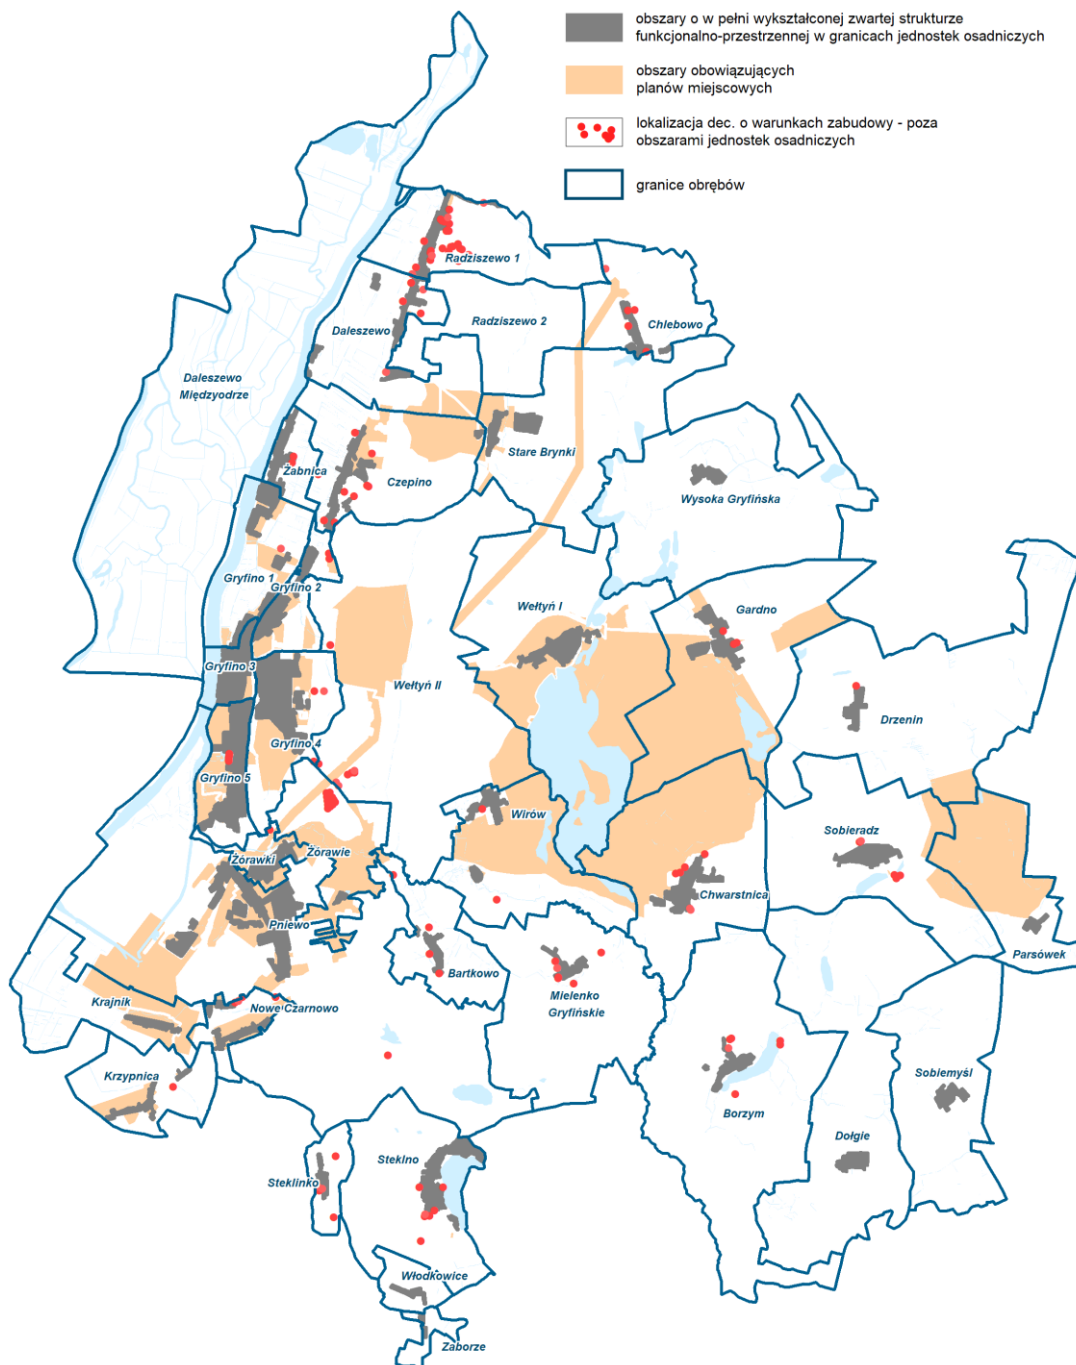 obszary o w pełni wykształconej zwartej strukturze
funkcjonalno-przestrzennej w granicach jednostek osadniczych
obszary obowiązujących
planów miejscowych
lokalizacja dec. o warunkach zabudowy - poza
obszarami jednostek osadniczych
granice obrębów
Radziszewo 1
Radziszewo 2
Chlebowo
Daleszewo
Daleszewo
Międzyodrze
Stare Brynki
Żabnica
Czepino
Wysoka Gryfińska
Gryfino 1
Gryfino 2
Wełtyń I
Gardno
Gryfino 3
Wełtyń II
Drzenin
Gryfino 4
Gryfino 5
Wirów
Sobieradz
Żórawki
Żórawie
Chwarstnica
Pniewo
Parsówek
Bartkowo
Mielenko
Gryfińskie
Krajnik
Nowe Czarnowo
Krzypnica
Sobiemyśl
Borzym
Dołgie
Steklno
Steklinko
Włodkowice
Zaborze